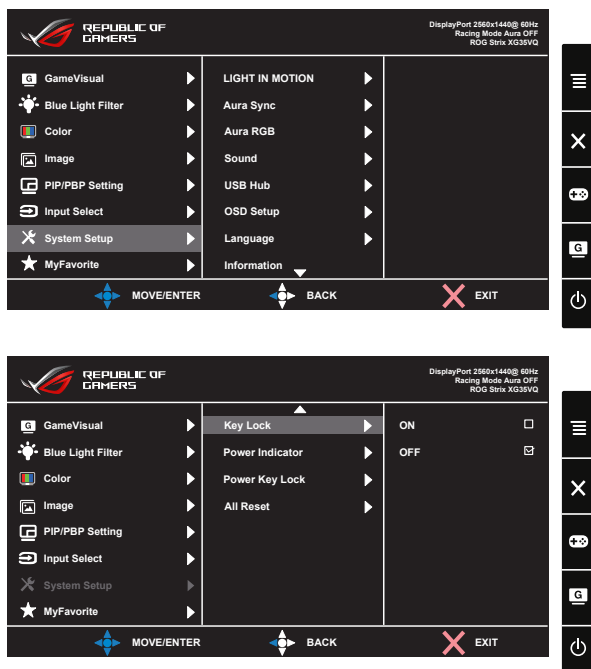 REPUBLIC OF
GAMERS
DisplayPort 2560x1440@ 60Hz
Racing Mode Aura OFF
ROG Strix XG35VQ
G GameVisual
Blue Light Filter
Color
Image
PIP/PBP Setting
Input Select
System Setup
MyFavorite
LIGHT IN MOTION
Aura Sync
Aura RGB
Sound
USB Hub
OSD Setup
Language
Information
G
MOVE/ENTER
BACK
EXIT
REPUBLIC OF
GAMERS
DisplayPort 2560x1440@ 60Hz
Racing Mode Aura OFF
ROG Strix XG35VQ
G GameVisual
Blue Light Filter
Color
Image
PIP/PBP Setting
Input Select
System Setup
MyFavorite
Key Lock
Power Indicator
Power Key Lock
All Reset
ON
OFF
G
MOVE/ENTER
BACK
EXIT